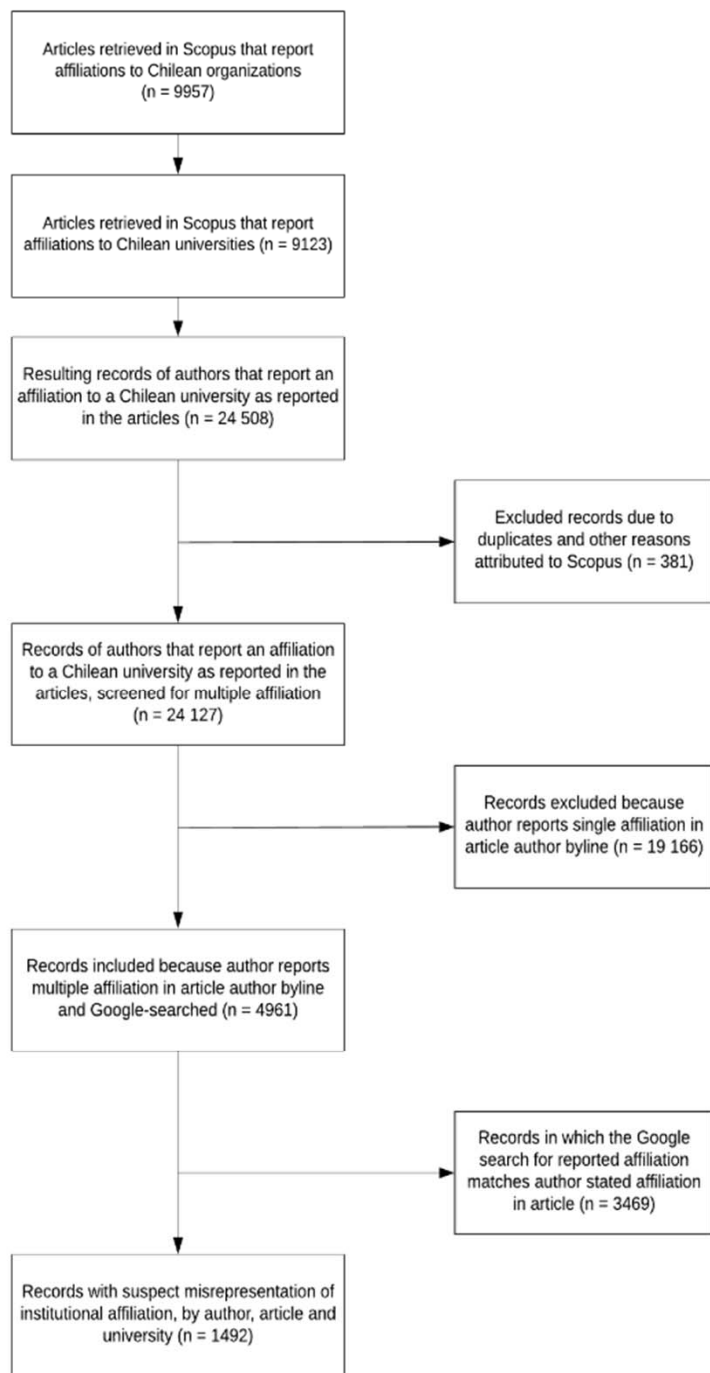 Articles retrieved in Scopus that report
affiliations to Chilean organizations
(n = 9957)
Articles retrieved in Scopus that report
affiliations to Chilean universities (n = 9123)
Resulting records of authors that report an
affiliation to a Chilean university as reported
in the articles (n = 24 508)
Excluded records due to
duplicates and other reasons
attributed to Scopus (n = 381)
Records of authors that report an affiliation
to a Chilean university as reported in the
articles, screened for multiple affiliation
(n = 24 127)
Records excluded because
author reports single affiliation in
article author byline (n = 19 166)
Records included because author reports
multiple affiliation in article author byline
and Google-searched (n = 4961)
Records in which the Google
search for reported affiliation
matches author stated affiliation
in article (n = 3469)
Records with suspect misrepresentation of
institutional affiliation, by author, article and
university (n = 1492)